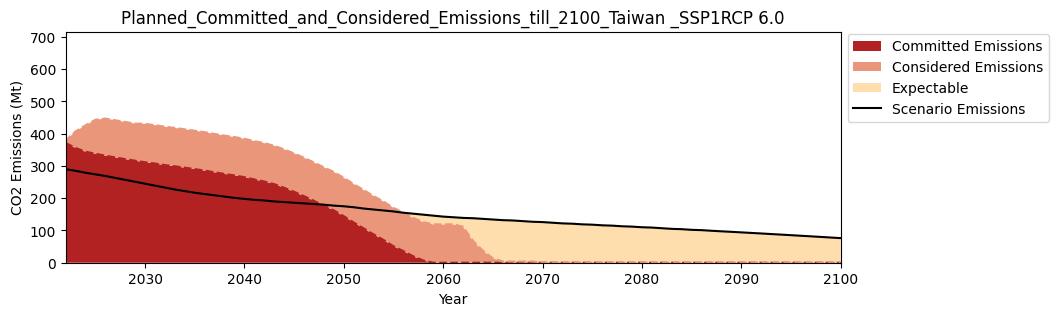 Planned_Committed_and_Considered_Emissions_till_2100_Taiwan _SSP1RCP 6.0
700
600
500
400
300
200
100
0
CO2 Emissions (Mt)
2030 2040 2050 2060 2070 2080 2090 2100
Year
Committed Emissions
Considered Emissions
Expectable
Scenario Emissions